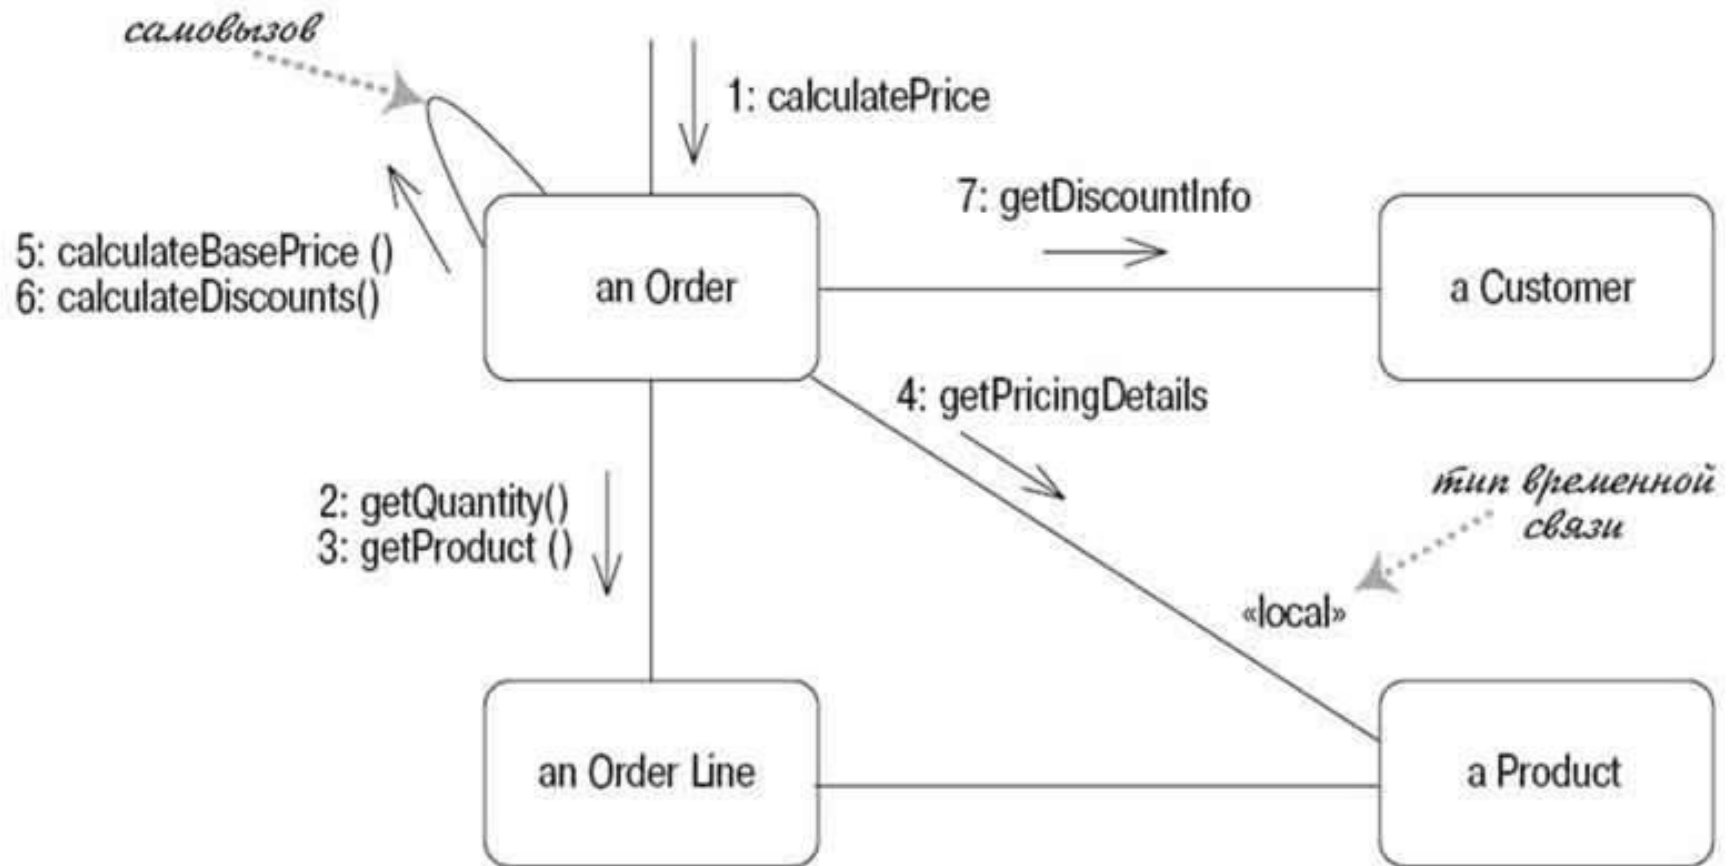 самовызов
1: calculatePrice
7: getDiscountInfo
5: calculateBasePrice ()
6: calculateDiscounts()
an Order
a Customer
4: getPricingDetails
2: getQuantity()
3: getProduct ()
тип временной
связи
«local»
an Order Line
a Product